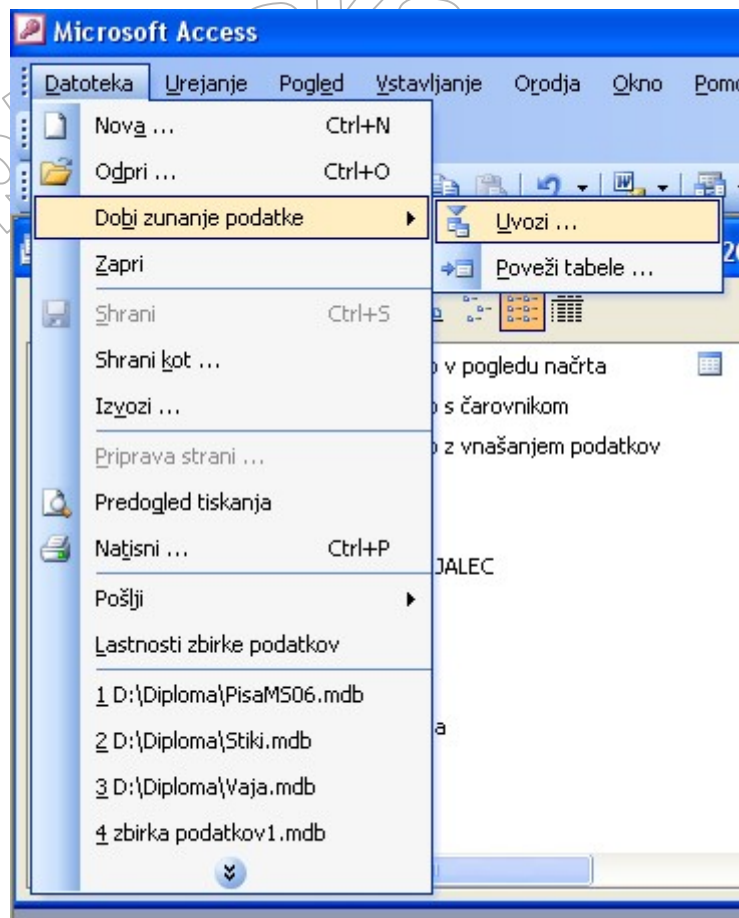 Microsoft Access
Datoteka Urejanje Pogled Vstavljanje Orodja Okno
Nova ... Ctrl+N
Odpri ... Ctrl+O
Dobi zunanje podatke
Uvozi ...
Zapri
Poveži tabele ...
Shrani Ctrl+S
Shrani kot ...
v pogledu načrta
Izvozi ...
s čarovnikom
Priprava strani ...
z vnašanjem podatkov
Predogled tiskanja
Natisni ... Ctrl+P
JALEC
Pošlji
Lastnosti zbirke podatkov
1 D:\Diploma\PisaMS06.mdb
a
2 D:\Diploma\Stiki.mdb
3 D:\Diploma\Vaja.mdb
4 zbirka podatkov1.mdb